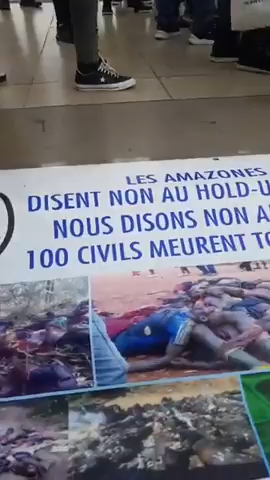 LES AMAZONES
DISENT NON AU HOLD-U
NOUS DISONS NON A
100 CIVILS MEURENT TO